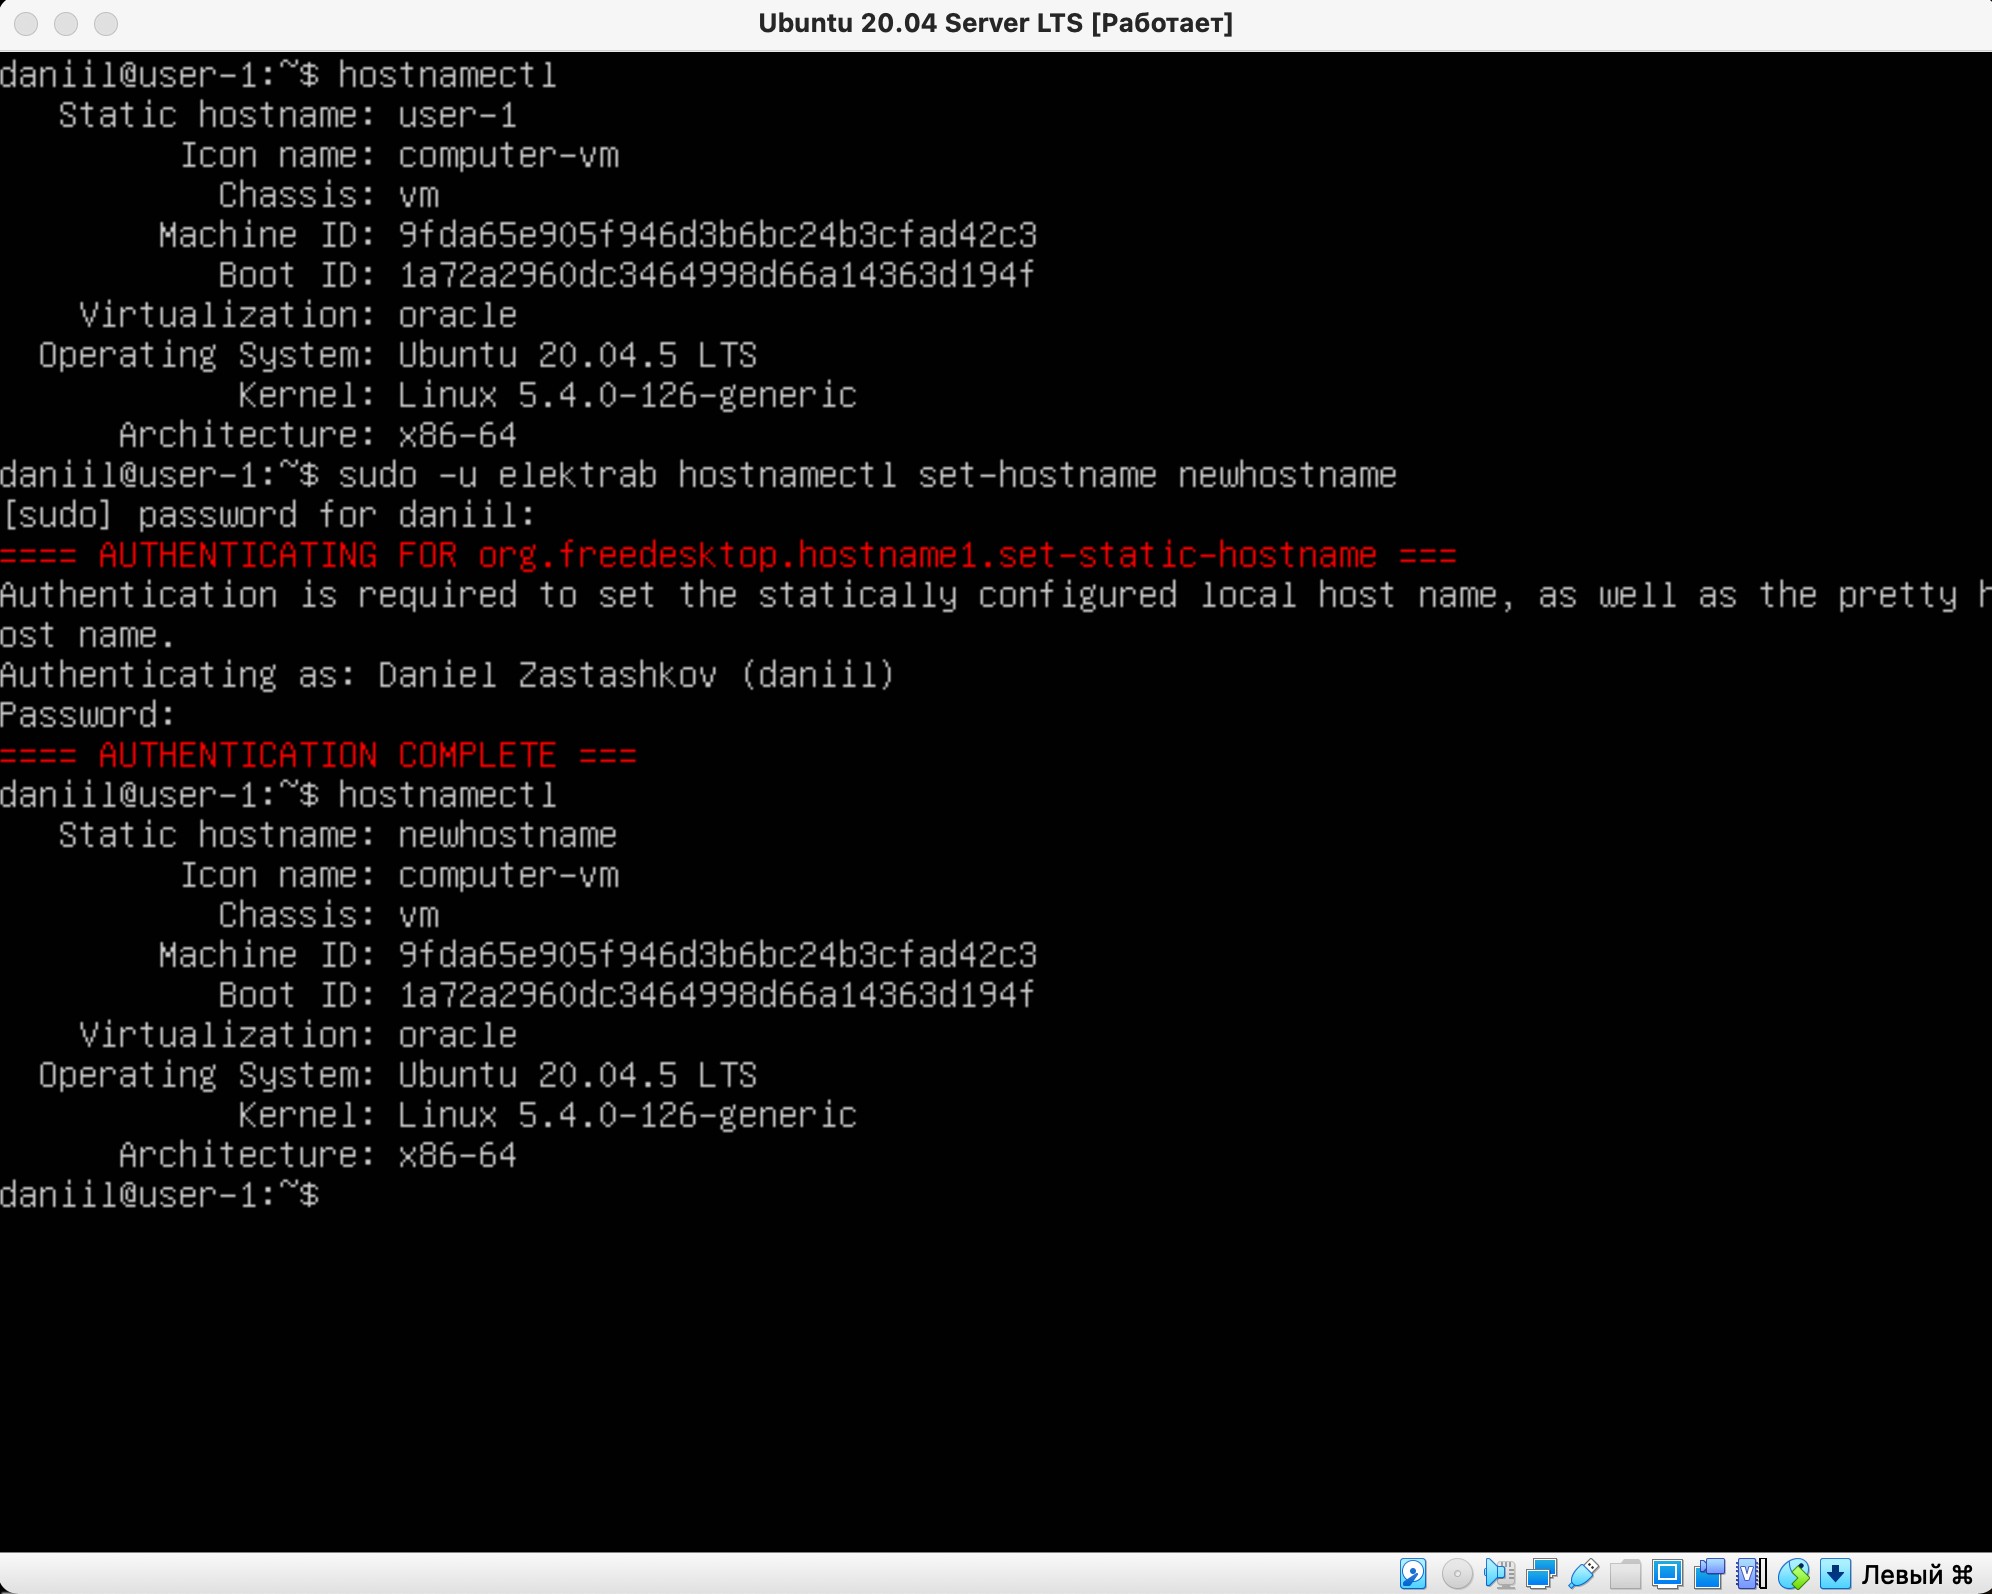 Ubuntu 20.04 Server LTS [Работает]
daniil@user-1:~$ hostnamectl
   Static hostname: user-1
         Icon name: computer-vm
           Chassis: vm
        Machine ID: 9fda65e905f946d3b6bc24b3cfad42c3
           Boot ID: 1a72a2960dc3464998d66a14363d194f
    Virtualization: oracle
  Operating System: Ubuntu 20.04.5 LTS
            Kernel: Linux 5.4.0-126-generic
      Architecture: x86-64
daniil@user-1:~$ sudo -u elektrab hostnamectl set-hostname newhostname
[sudo] password for daniil:
==== AUTHENTICATING FOR org.freedesktop.hostname1.set-static-hostname ===
Authentication is required to set the statically configured local host name, as well as the pretty h
ost name.
Authenticating as: Daniel Zastashkov (daniil)
Password:
==== AUTHENTICATION COMPLETE ===
daniil@user-1:~$ hostnamectl
   Static hostname: newhostname
         Icon name: computer-vm
           Chassis: vm
        Machine ID: 9fda65e905f946d3b6bc24b3cfad42c3
           Boot ID: 1a72a2960dc3464998d66a14363d194f
    Virtualization: oracle
  Operating System: Ubuntu 20.04.5 LTS
            Kernel: Linux 5.4.0-126-generic
      Architecture: x86-64
daniil@user-1:~$
Левый ⌘